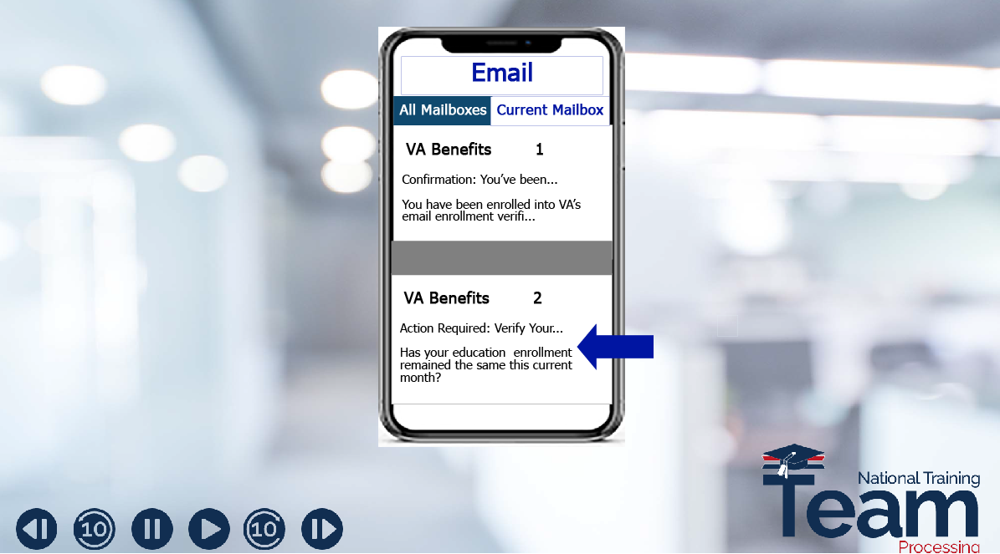 Email
All Mailboxes Current Mailbox
VA Benefits 1
Confirmation: You’ve been...
You have been enrolled into VA’s
email enrollment verifi...
VA Benefits 2
Action Required: Verify Your...
Has your education  enrollment
remained the same this current
month?
10 10
National Training
Team
Processing